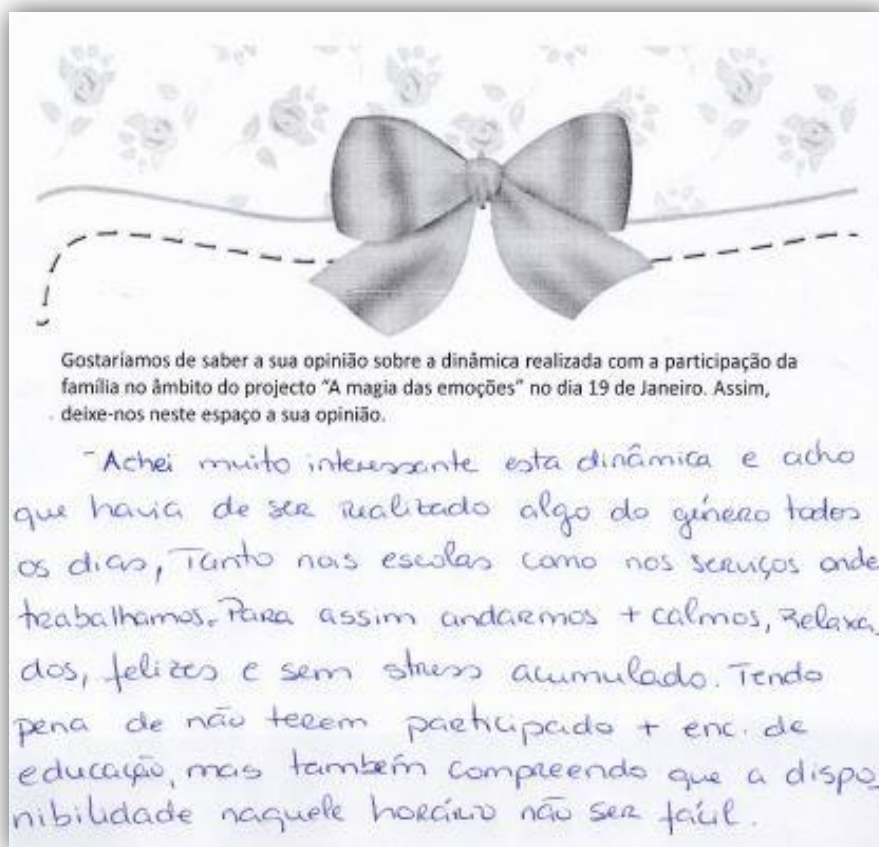 Gostaríamos de saber a sua opinião sobre a dinâmica realizada com a participação da
família no âmbito do projecto "A magia das emoções" no dia 19 de Janeiro. Assim,
deixe-nos neste espaço a sua opinião.
- Achei muito interessante esta dinâmica e acho
que havia de ser realizado algo do género todos
os dias, Tanto nas escolas como nos serviços onde
trabalhamos. Para assim andarmos + calmos, Relaxa_
dos, felizes e sem stress acumulado. Tendo
pena de não terem participado + enc. de
educação, mas também compreendo que a dispo_
nibilidade naquele horário não ser fácil.